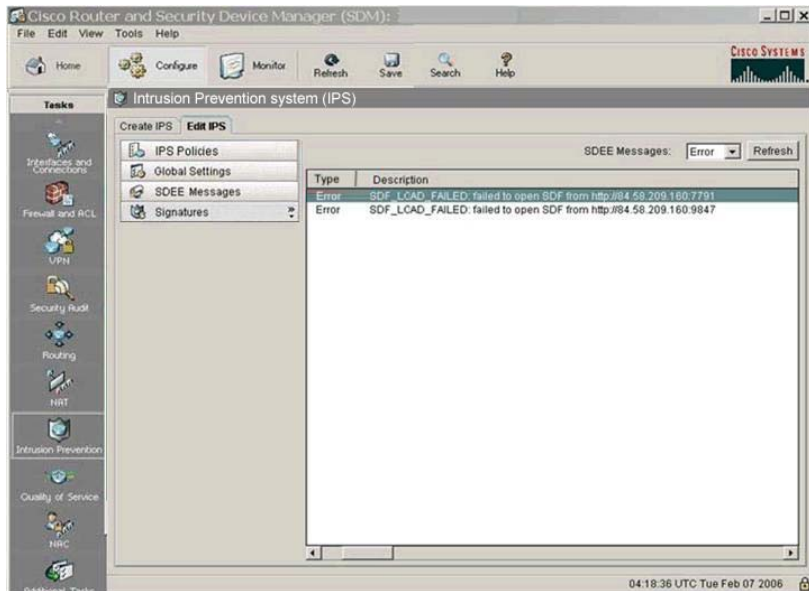 Cisco Router and Security Device Manager (SDM):
File Edit View Tools Help
Home Configure Monitor Refresh Save Search Help
CISCO SYSTEMS
Tasks
Intrusion Prevention system (IPS)
Create IPS Edit IPS
IPS Policies
Global Settings
SDEE Messages
Signatures
SDEE Messages: Error Refresh
Type Description
Error SDF_LCAD_FAILED: failed to open SDF from http://84.58.209.160:7791
Error SDF_LCAD_FAILED: failed to open SDF from http://84.58.209.160:9847
Interfaces and
Connections
Firewall and ACL
VPN
Security Audit
Routing
NAT
Intrusion Prevention
Quality of Service
NAC
Additional Tasks
04:18:36 UTC Tue Feb 07 2006